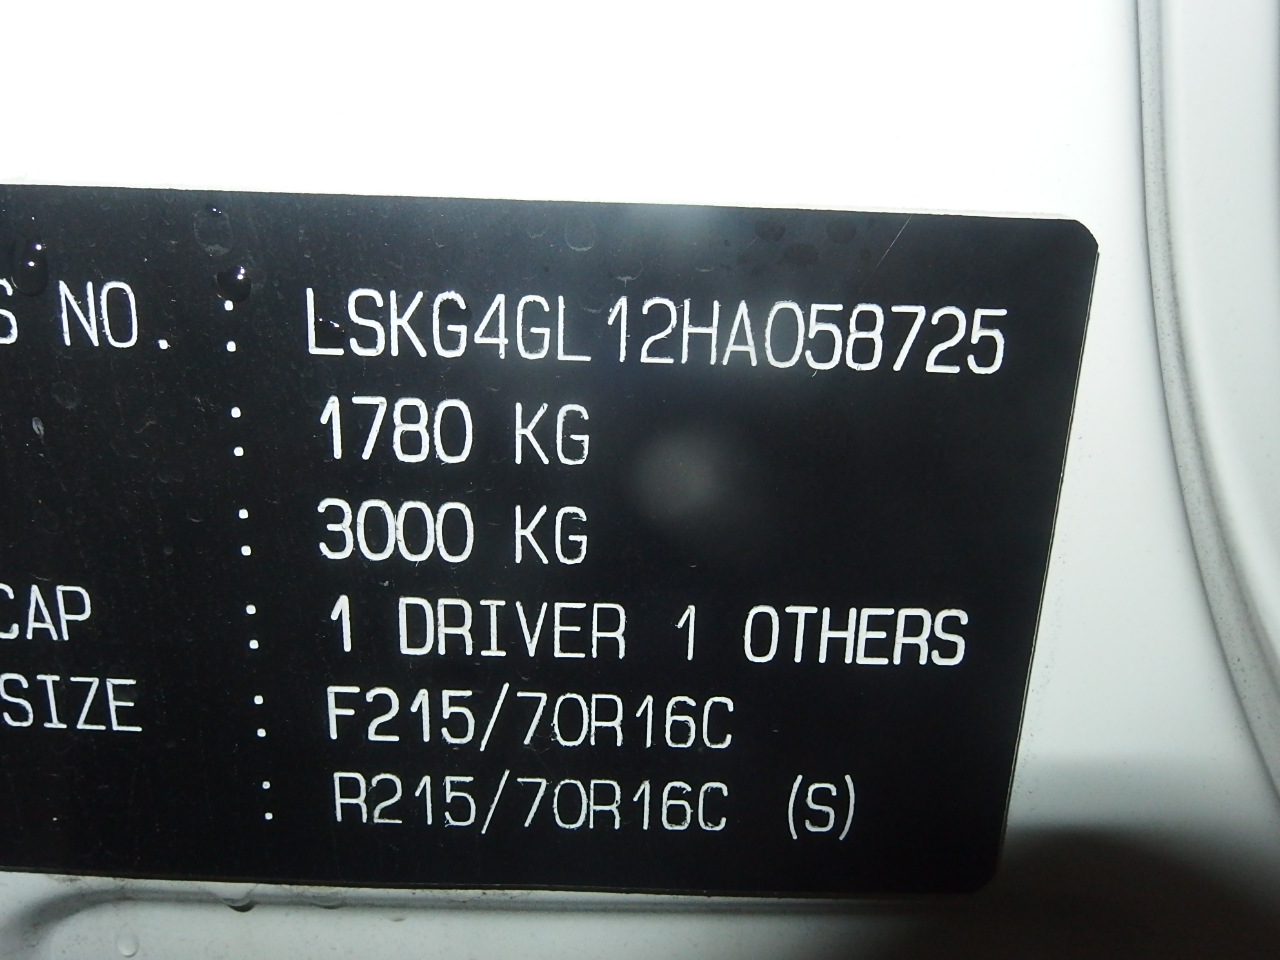 S NO. : LSKG4GL12HA058725
: 1780 KG
: 3000 KG
CAP : 1 DRIVER 1 OTHERS
SIZE : F215/70R16C
: R215/70R16C (S)